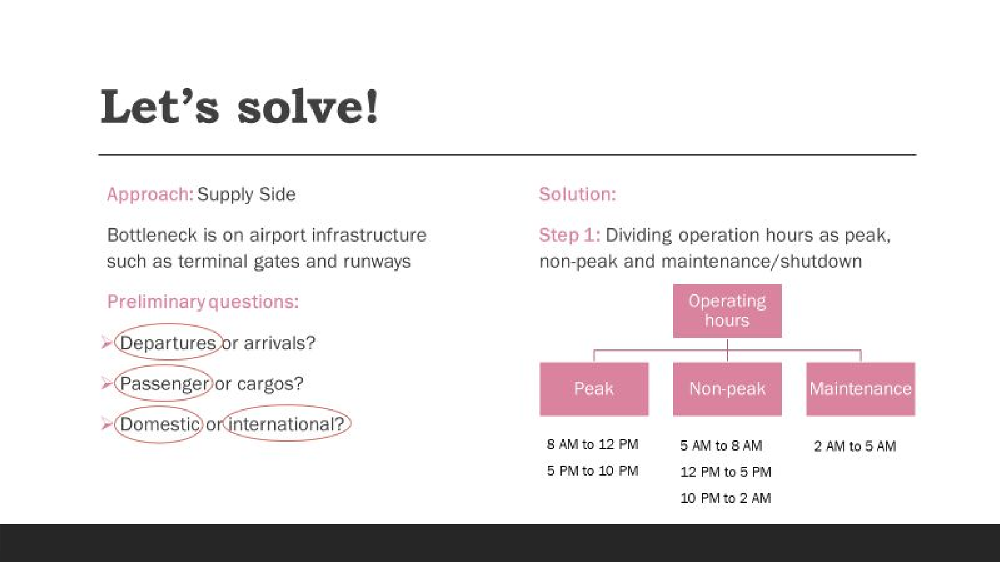 Let's solve!
Approach: Supply Side
Bottleneck is on airport infrastructure
such as terminal gates and runways
Preliminary questions:
Departures or arrivals?
Passenger or cargos?
Domestic or international?
Solution:
Step 1: Dividing operation hours as peak,
non-peak and maintenance/shutdown
Operating
hours
Peak
Non-peak
Maintenance
8 AM to 12 PM
5 PM to 10 PM
5 AM to 8 AM
12 PM to 5 PM
10 PM to 2 AM
2 AM to 5 AM